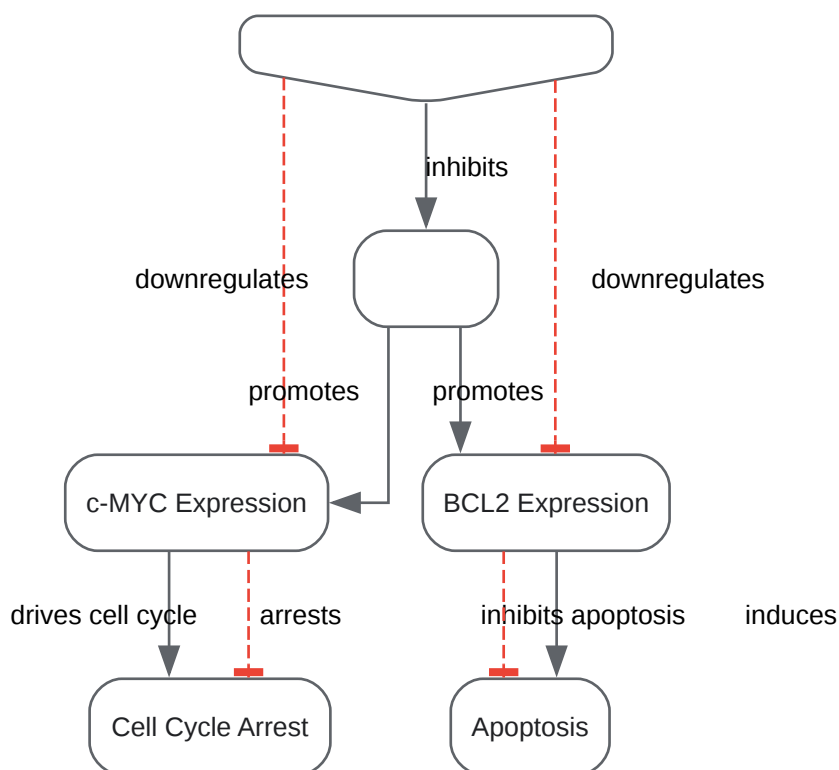 inhibits
downregulates
downregulates
promotes
promotes
c-MYC Expression
BCL2 Expression
drives cell cycle
arrests
inhibits apoptosis
induces
Cell Cycle Arrest
Apoptosis